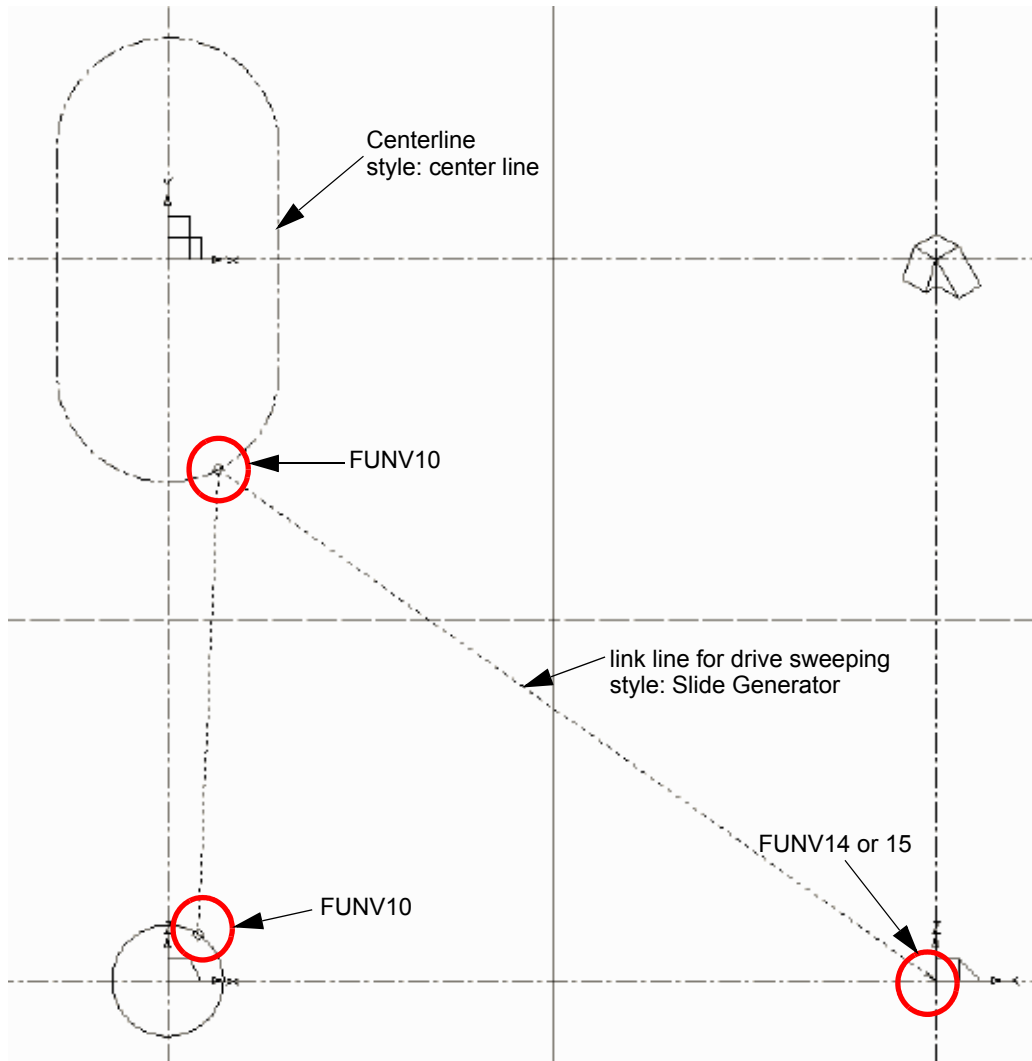 Centerline
style: center line
Y
X
FUNV10
link line for drive sweeping
style: Slide Generator
FUNV14 or 15
FUNV10
Z
X
Z